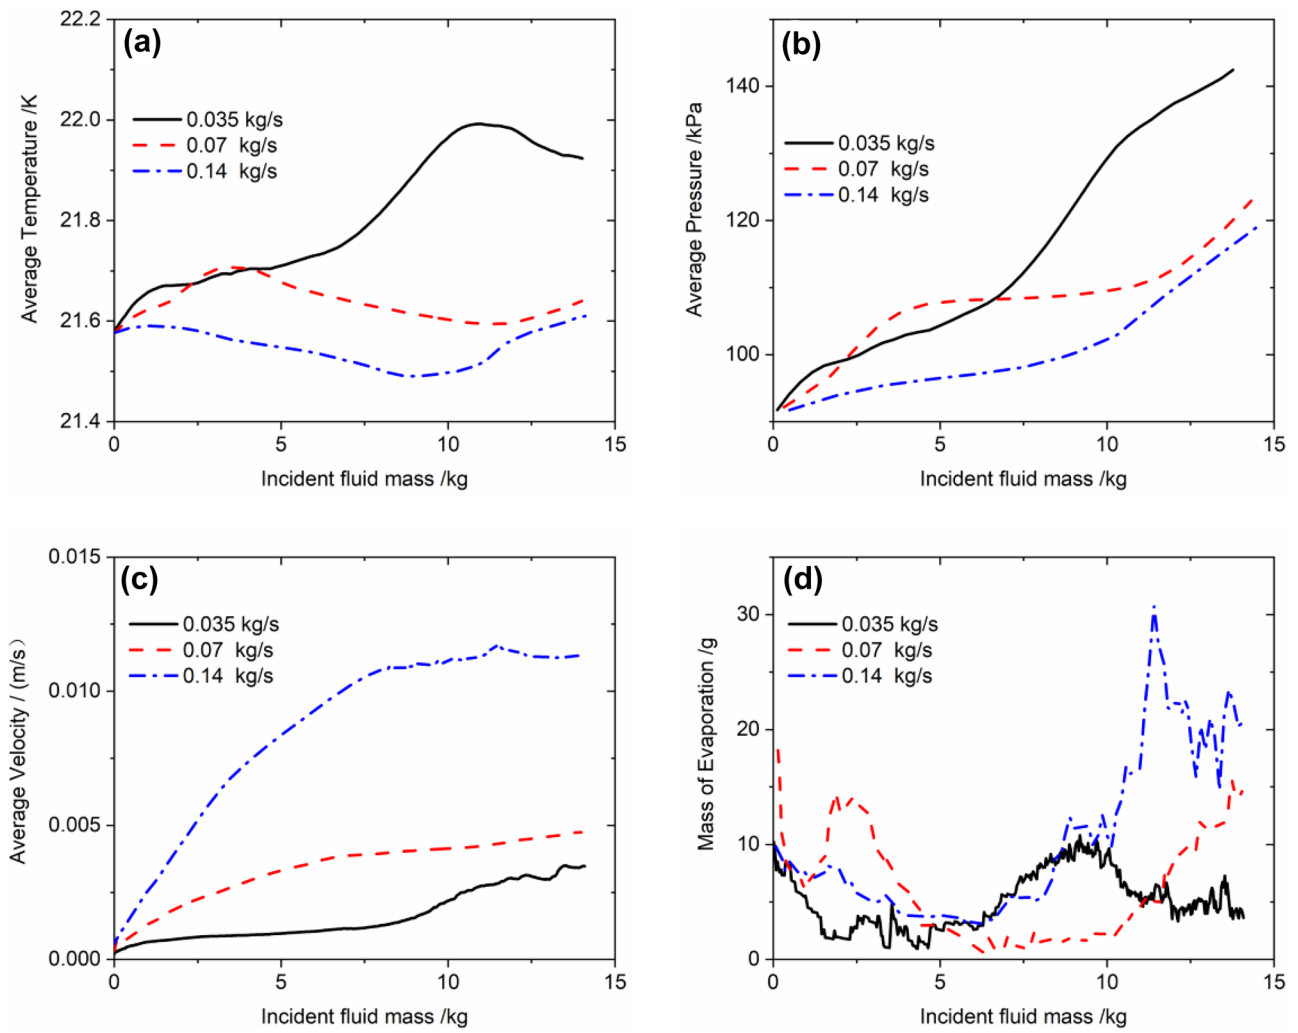 (a)
22.2
22.0
21.8
21.6
21.4
Average Temperature /K
0.035 kg/s
0.07 kg/s
0.14 kg/s
0 5 10 15
Incident fluid mass /kg
(b)
140
120
100
Average Pressure /kPa
0.035 kg/s
0.07 kg/s
0.14 kg/s
0 5 10 15
Incident fluid mass /kg
(c)
0.015
0.010
0.005
0.000
Average Velocity / (m/s）
0.035 kg/s
0.07 kg/s
0.14 kg/s
0 5 10 15
Incident fluid mass /kg
(d)
30
20
10
0
Mass of Evaporation /g
0.035 kg/s
0.07 kg/s
0.14 kg/s
0 5 10 15
Incident fluid mass /kg